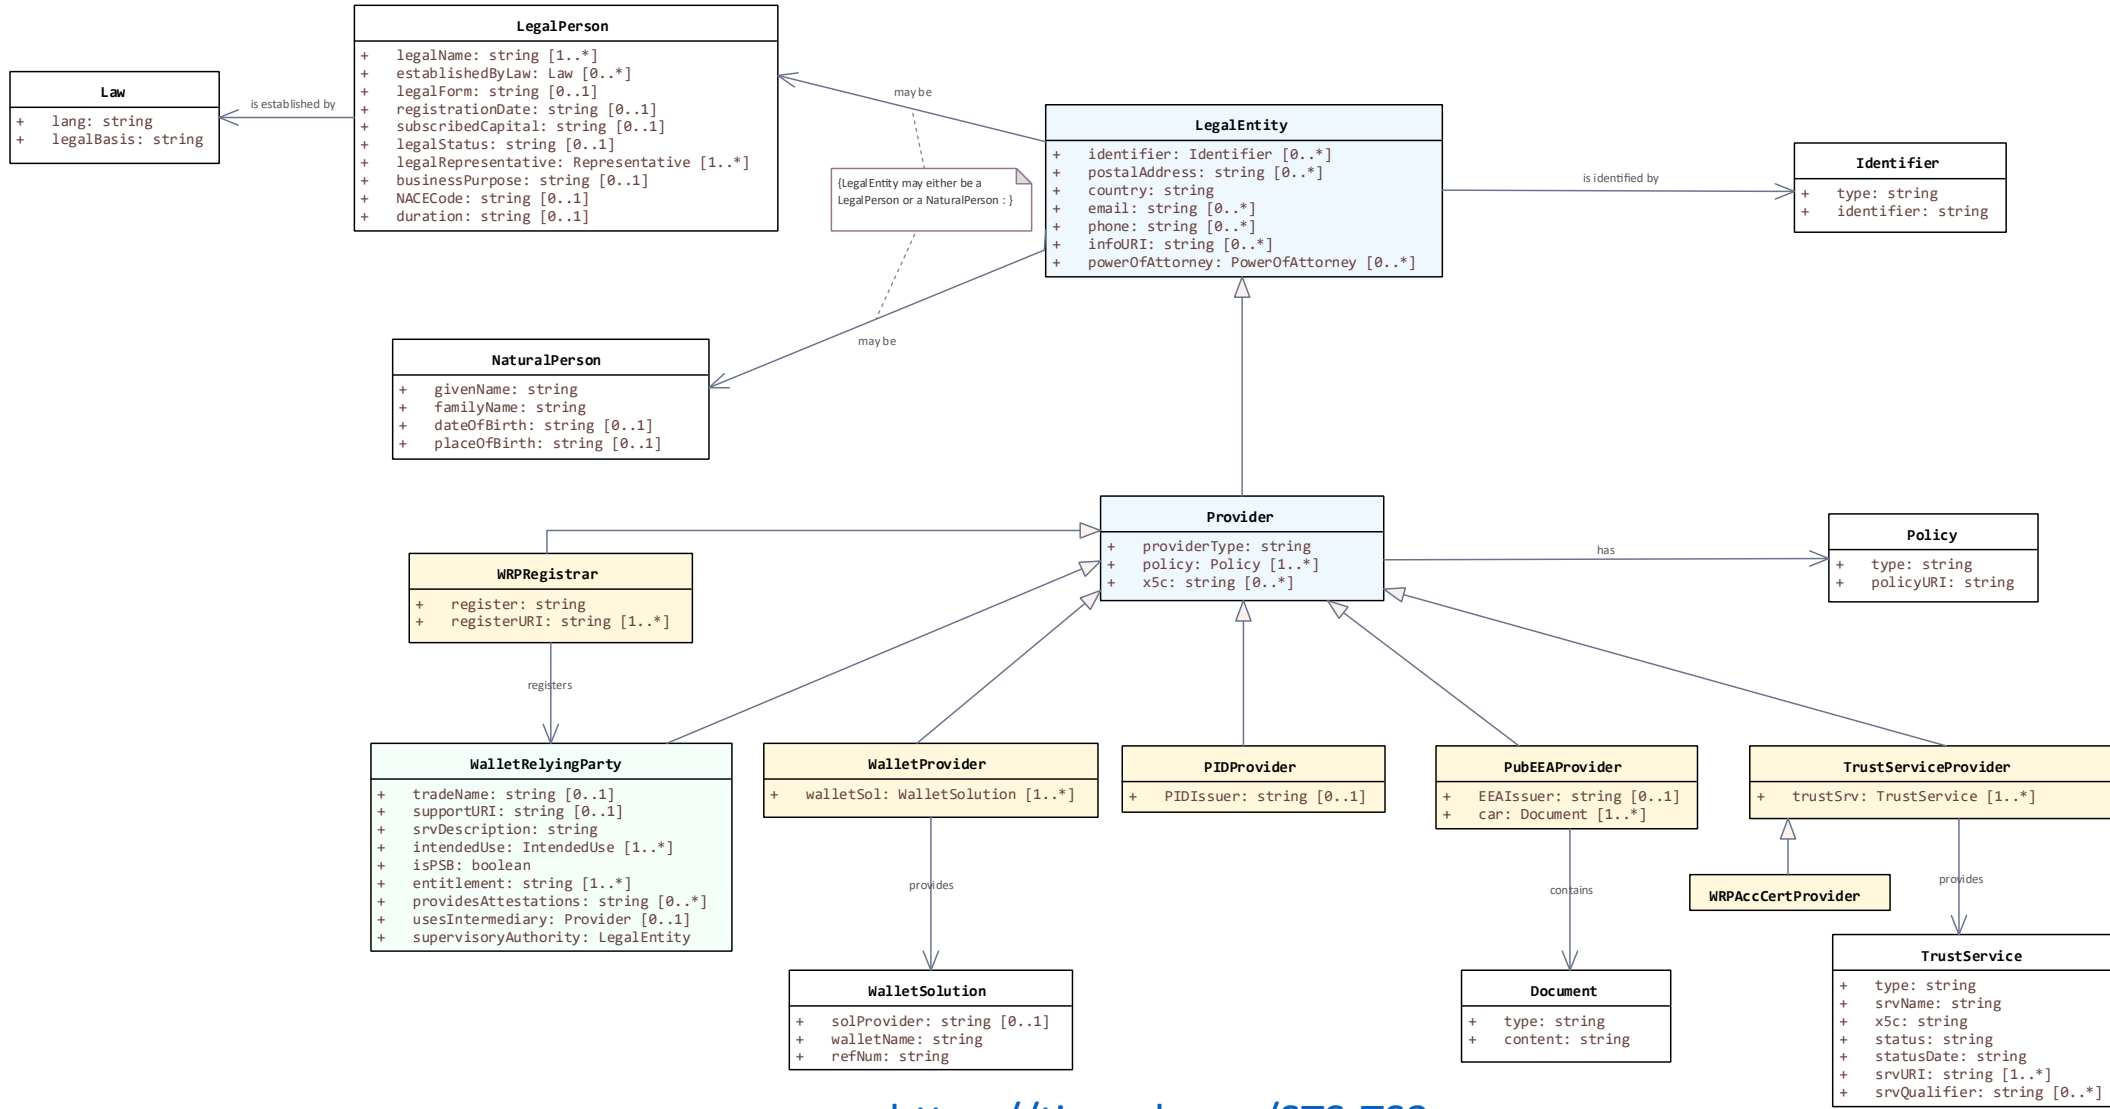 LegalPerson
+ legalName: string [1..*]
+ establishedByLaw: Law [0..*]
+ legalForm: string [0..1]
+ registrationDate: string [0..1]
+ subscribedCapital: string [0..1]
+ legalStatus: string [0..1]
+ legalRepresentative: Representative [1..*]
+ businessPurpose: string [0..1]
+ NACECode: string [0..1]
+ duration: string [0..1]
Law
+ lang: string
+ legalBasis: string
is established by
may be
LegalEntity
+ identifier: Identifier [0..*]
+ postalAddress: string [0..*]
+ country: string
+ email: string [0..*]
+ phone: string [0..*]
+ infoURI: string [0..*]
+ powerOfAttorney: PowerOfAttorney [0..*]
{LegalEntity may either be a
LegalPerson or a NaturalPerson : }
is identified by
Identifier
+ type: string
+ identifier: string
may be
NaturalPerson
+ givenName: string
+ familyName: string
+ dateOfBirth: string [0..1]
+ placeOfBirth: string [0..1]
Provider
+ providerType: string
+ policy: Policy [1..*]
+ x5c: string [0..*]
has
Policy
+ type: string
+ policyURI: string
WRPRegistrar
+ register: string
+ registerURI: string [1..*]
registers
WalletRelyingParty
+ tradeName: string [0..1]
+ supportURI: string [0..1]
+ srvDescription: string
+ intendedUse: IntendedUse [1..*]
+ isPSB: boolean
+ entitlement: string [1..*]
+ providesAttestations: string [0..*]
+ usesIntermediary: Provider [0..1]
+ supervisoryAuthority: LegalEntity
WalletProvider
+ walletSol: WalletSolution [1..*]
provides
WalletSolution
+ solProvider: string [0..1]
+ walletName: string
+ refNum: string
PIDProvider
+ PIDIssuer: string [0..1]
PubEEAProvider
+ EEAIssuer: string [0..1]
+ car: Document [1..*]
contains
Document
+ type: string
+ content: string
TrustServiceProvider
+ trustSrv: TrustService [1..*]
WRPAccCertProvider
provides
TrustService
+ type: string
+ srvName: string
+ x5c: string
+ status: string
+ statusDate: string
+ srvURI: string [1..*]
+ srvQualifier: string [0..*]